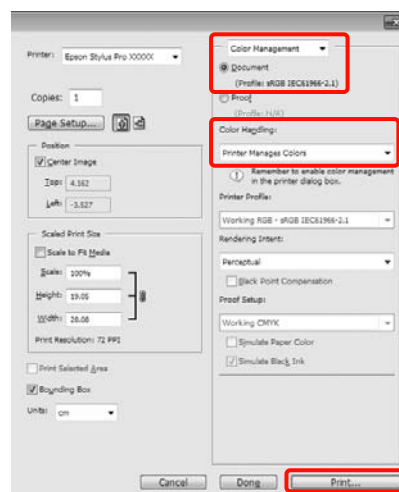 Printer: Epson Stylus Pro XXXXX
Copies: 1
Page Setup...
Position
Center Image
Top: 4.162
Left: -3.527
Scaled Print Size
Scale to Fit Media
Scale: 100%
Height: 19.05
Width: 28.08
Print Resolution: 72 PPI
Print Selected Area
Bounding Box
Units: cm
Color Management
Document
(Profile: sRGB IEC61966-2.1)
Proof
(Profile: N/A)
Color Handling:
Printer Manages Colors
Remember to enable color management
in the printer dialog box.
Printer Profile:
Working RGB - sRGB IEC61966-2.1
Rendering Intent:
Perceptual
Black Point Compensation
Proof Setup:
Working CMYK
Simulate Paper Color
Simulate Black Ink
Cancel
Done
Print...